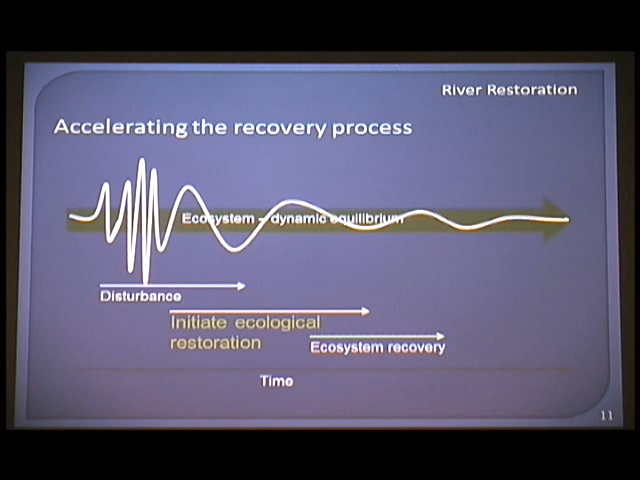 River Restoration
Accelerating the recovery process
Ecosystem – dynamic equilibrium
Disturbance
Initiate ecological
restoration
Ecosystem recovery
Time
11